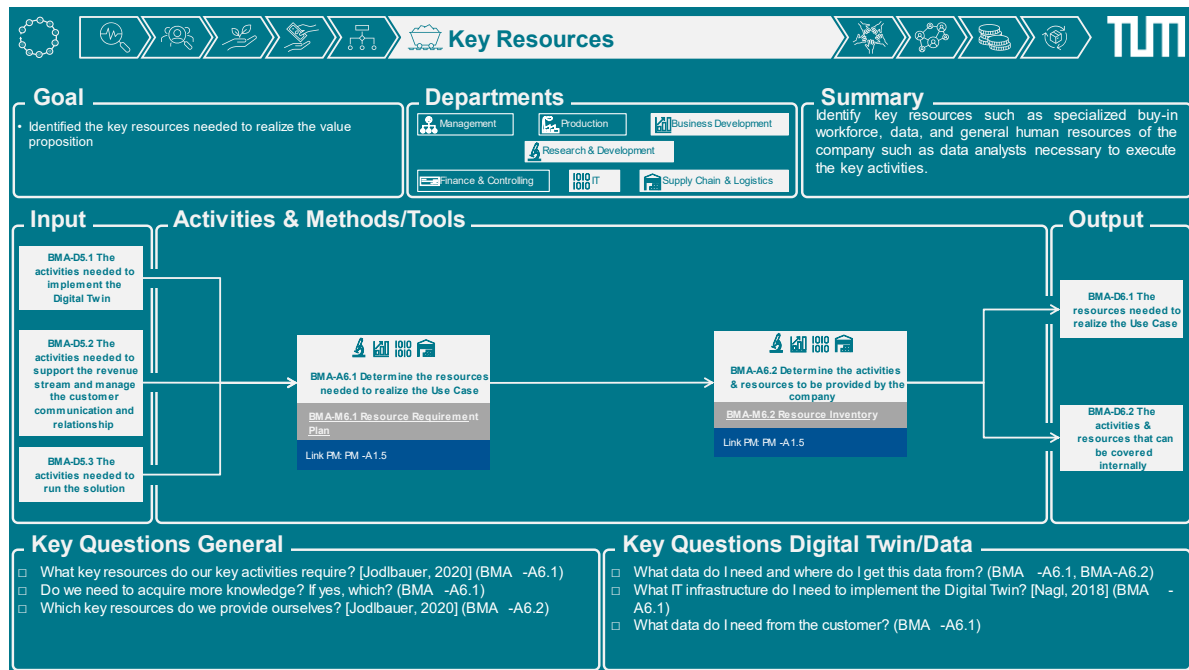 Key Resources
TUM
Goal
• Identified the key resources needed to realize the value
proposition
Departments
Management
Production
Business Development
Research & Development
Finance & Controlling
1010
1010
IT
Supply Chain & Logistics
Summary
Identify key resources such as specialized buy-in
workforce, data, and general human resources of the
company such as data analysts necessary to execute
the key activities.
Input
BMA-D5.1 The
activities needed to
implement the
Digital Twin
BMA-D5.2 The
activities needed to
support the revenue
stream and manage
the customer
communication and
relationship
BMA-D5.3 The
activities needed to
run the solution
Activities & Methods/Tools
1010
1010
BMA-A6.1 Determine the resources
needed to realize the Use Case
BMA-M6.1 Resource Requirement
Plan
Link PM: PM -A1.5
1010
1010
BMA-A6.2 Determine the activities
& resources to be provided by the
company
BMA-M6.2 Resource Inventory
Link PM: PM -A1.5
Output
BMA-D6.1 The
resources needed to
realize the Use Case
BMA-D6.2 The
activities &
resources that can
be covered
internally
Key Questions General
□ What key resources do our key activities require? [Jodlbauer, 2020] (BMA -A6.1)
□ Do we need to acquire more knowledge? If yes, which? (BMA -A6.1)
□ Which key resources do we provide ourselves? [Jodlbauer, 2020] (BMA -A6.2)
Key Questions Digital Twin/Data
□ What data do I need and where do I get this data from? (BMA -A6.1, BMA-A6.2)
□ What IT infrastructure do I need to implement the Digital Twin? [Nagl, 2018] (BMA -
A6.1)
□ What data do I need from the customer? (BMA -A6.1)